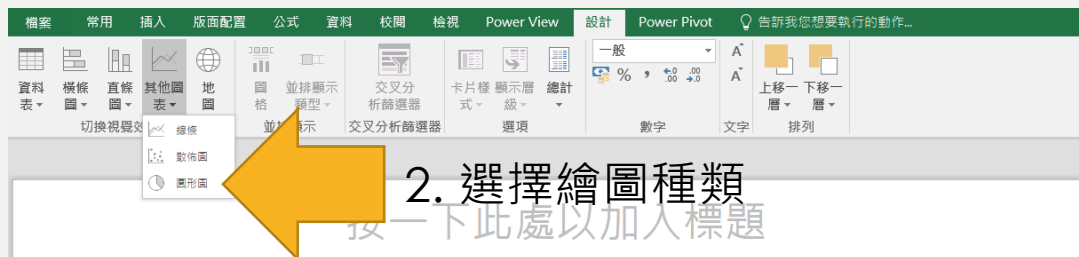 檔案 常用 插入 版面配置 公式 資料 校閱 檢視 Power View 設計 Power Pivot 告訴我您想要執行的動作...
一般
% , .00 .00
資料表 橫條圖 直條圖 其他圖表 地圖 圖格 並排顯示類型 交叉分析篩選器 卡片樣式 顯示層級 總計 上移一層 下移一層
並排顯示 交叉分析篩選器 選項 數字 文字 排列
線條
散佈圖
圓形圖
2. 選擇繪圖種類
按一下此處以加入標題